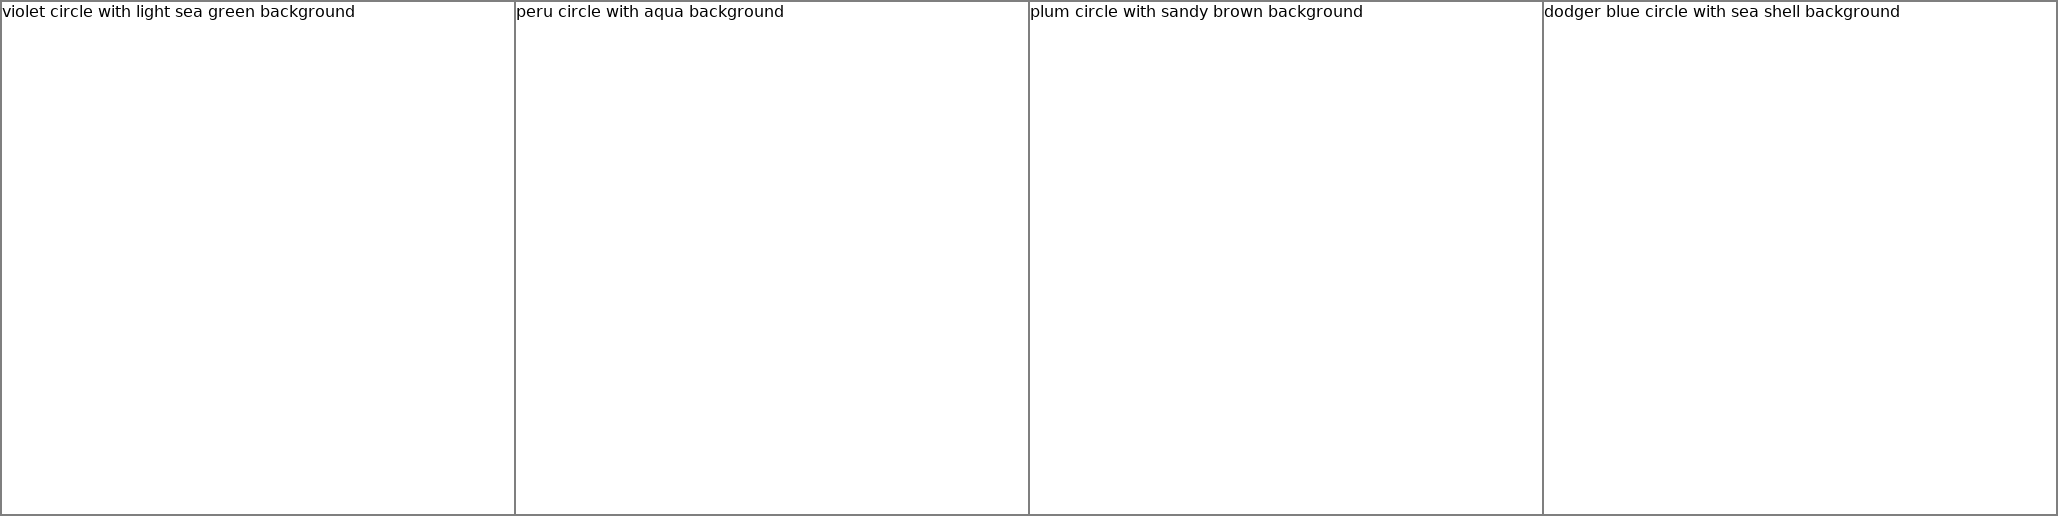 violet circle with light sea green background
peru circle with aqua background
plum circle with sandy brown background
dodger blue circle with sea shell background